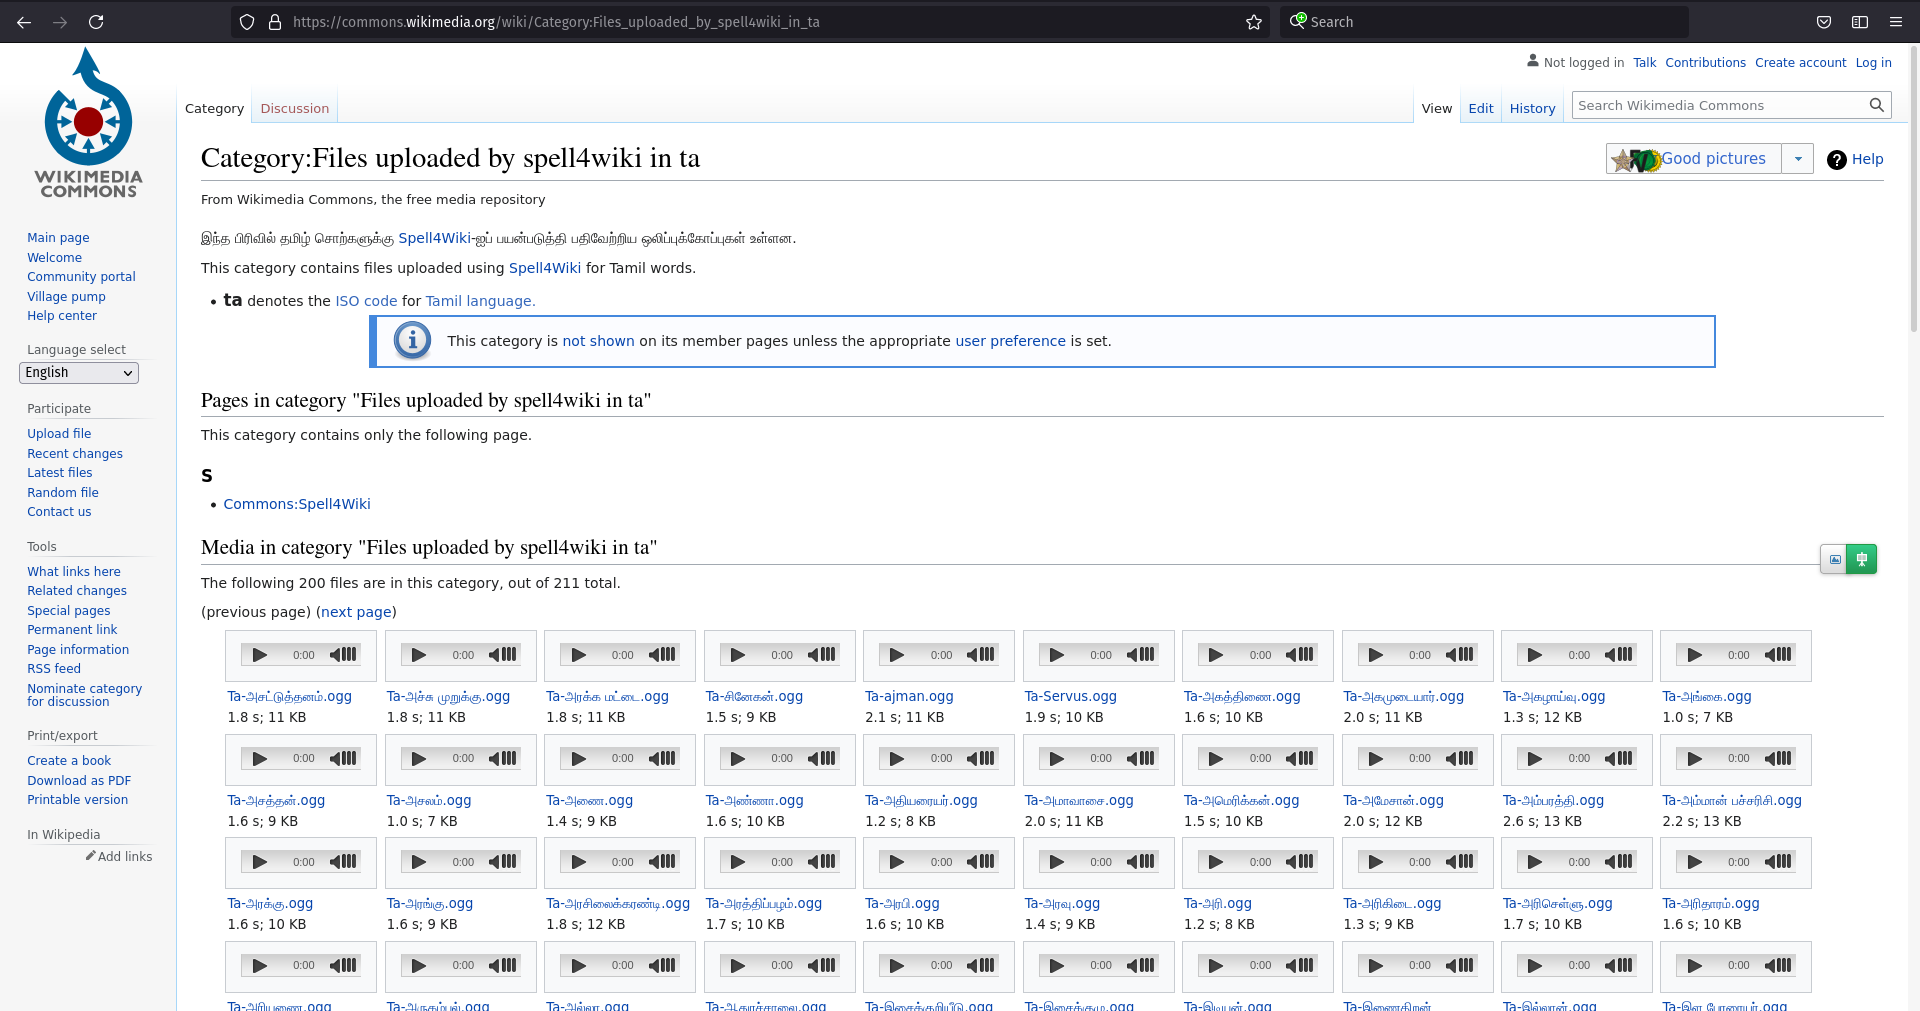 https://commons.wikimedia.org/wiki/Category:Files_uploaded_by_spell4wiki_in_ta
Search
Not logged in Talk Contributions Create account Log in
Category Discussion View Edit History Search Wikimedia Commons
WIKIMEDIA
COMMONS
Category:Files uploaded by spell4wiki in ta
Good pictures
Help
From Wikimedia Commons, the free media repository
இந்த பிரிவில் தமிழ் சொற்களுக்கு Spell4Wiki-ஐப் பயன்படுத்தி பதிவேற்றிய ஒலிப்புக்கோப்புகள் உள்ளன.
This category contains files uploaded using Spell4Wiki for Tamil words.
• ta denotes the ISO code for Tamil language.
This category is not shown on its member pages unless the appropriate user preference is set.
Main page
Welcome
Community portal
Village pump
Help center
Language select
English
Participate
Upload file
Recent changes
Latest files
Random file
Contact us
Tools
What links here
Related changes
Special pages
Permanent link
Page information
RSS feed
Nominate category
for discussion
Print/export
Create a book
Download as PDF
Printable version
In Wikipedia
Add links
Pages in category "Files uploaded by spell4wiki in ta"
This category contains only the following page.
S
• Commons:Spell4Wiki
Media in category "Files uploaded by spell4wiki in ta"
The following 200 files are in this category, out of 211 total.
(previous page) (next page)
0:00 0:00 0:00 0:00 0:00 0:00 0:00 0:00 0:00 0:00
Ta-அசட்டுத்தனம்.ogg Ta-அச்சு முறுக்கு.ogg Ta-அரக்க மட்டை.ogg Ta-சினேகன்.ogg Ta-ajman.ogg Ta-Servus.ogg Ta-அகத்திணை.ogg Ta-அகமுடையார்.ogg Ta-அகழாய்வு.ogg Ta-அங்கை.ogg
1.8 s; 11 KB 1.8 s; 11 KB 1.8 s; 11 KB 1.5 s; 9 KB 2.1 s; 11 KB 1.9 s; 10 KB 1.6 s; 10 KB 2.0 s; 11 KB 1.3 s; 12 KB 1.0 s; 7 KB
0:00 0:00 0:00 0:00 0:00 0:00 0:00 0:00 0:00 0:00
Ta-அசத்தன்.ogg Ta-அசலம்.ogg Ta-அணை.ogg Ta-அண்ணா.ogg Ta-அதியரையர்.ogg Ta-அமாவாசை.ogg Ta-அமெரிக்கன்.ogg Ta-அமேசான்.ogg Ta-அம்பரத்தி.ogg Ta-அம்மான் பச்சரிசி.ogg
1.6 s; 9 KB 1.0 s; 7 KB 1.4 s; 9 KB 1.6 s; 10 KB 1.2 s; 8 KB 2.0 s; 11 KB 1.5 s; 10 KB 2.0 s; 12 KB 2.6 s; 13 KB 2.2 s; 13 KB
0:00 0:00 0:00 0:00 0:00 0:00 0:00 0:00 0:00 0:00
Ta-அரக்கு.ogg Ta-அரங்கு.ogg Ta-அரசிலைக்கரண்டி.ogg Ta-அரத்திப்பழம்.ogg Ta-அரபி.ogg Ta-அரவு.ogg Ta-அரி.ogg Ta-அரிகிடை.ogg Ta-அரிசெள்ளு.ogg Ta-அரிதாரம்.ogg
1.6 s; 10 KB 1.6 s; 9 KB 1.8 s; 12 KB 1.7 s; 10 KB 1.6 s; 10 KB 1.4 s; 9 KB 1.2 s; 8 KB 1.3 s; 9 KB 1.7 s; 10 KB 1.6 s; 10 KB
0:00 0:00 0:00 0:00 0:00 0:00 0:00 0:00 0:00 0:00